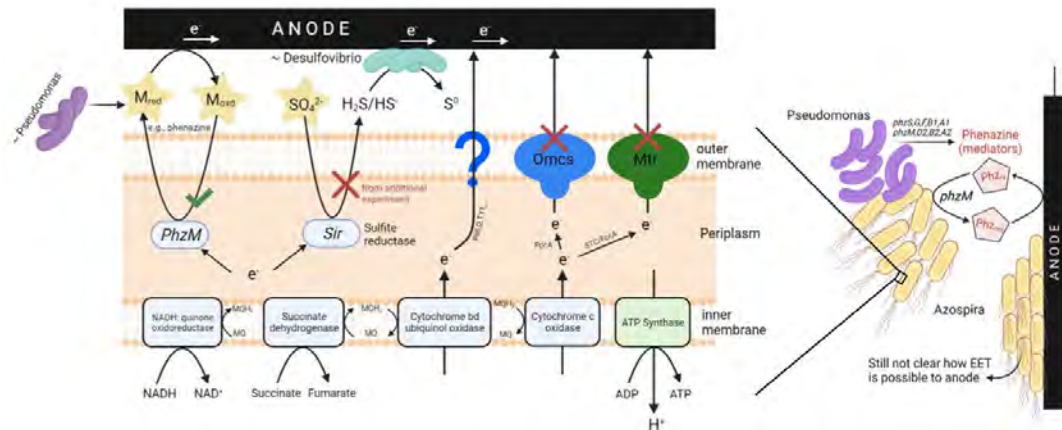 ANODE
e⁻
e⁻
e⁻
~ Desulfovibrio
~ Pseudomonas
M red
M oxd
SO₄²⁻
H₂S/HS⁻
S⁰
e.g., phenazine
?
Omcs
Mtr
outer
membrane
from additional
experiment
PhzM
Sir
Sulfite
reductase
Periplasm
e⁻
e⁻
e⁻
e⁻
e⁻
e⁻
NADH: quinone
oxidoreductase
MQH₂
MQ
Succinate
dehydrogenase
MQH₂
MQ
Cytochrome bd
ubiquinol oxidase
MQH₂
MQ
Cytochrome c
oxidase
ATP Synthase
inner
membrane
NADH
NAD⁺
Succinate
Fumarate
ADP
ATP
H⁺
Pseudomonas
phzS,G,F,B1,A1
phzM,D2,B2,A2
Phenazine
(mediators)
phzM
ANODE
Azospira
Still not clear how EET
is possible to anode